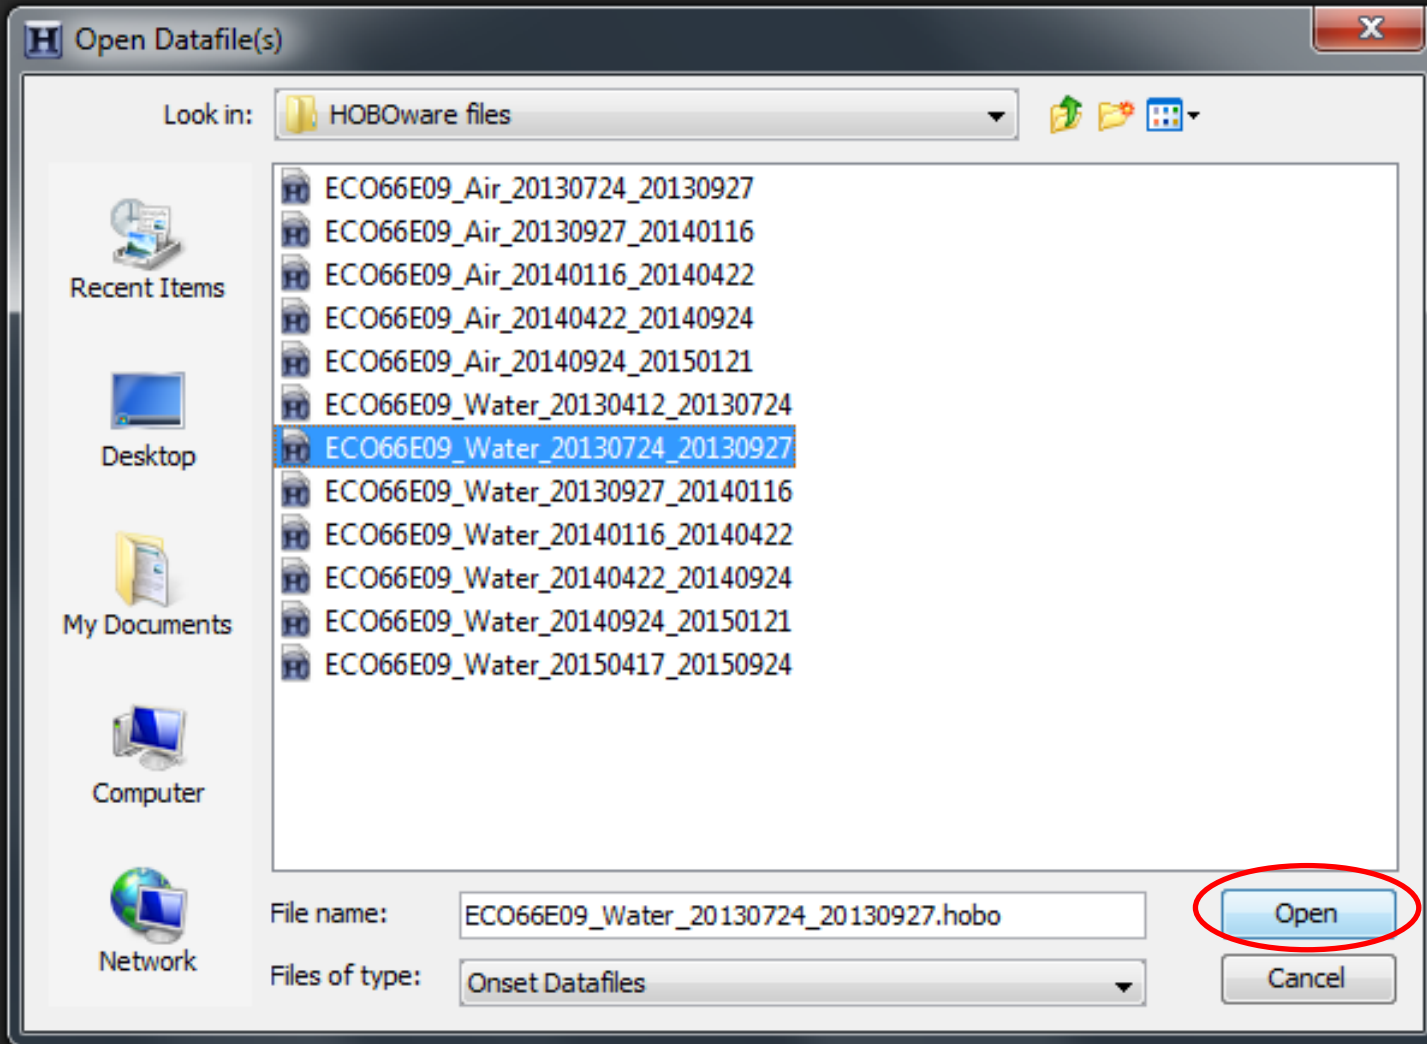 Open Datafile(s)
Look in: HOBOware files
ECO66E09_Air_20130724_20130927
ECO66E09_Air_20130927_20140116
ECO66E09_Air_20140116_20140422
ECO66E09_Air_20140422_20140924
ECO66E09_Air_20140924_20150121
ECO66E09_Water_20130412_20130724
ECO66E09_Water_20130724_20130927
ECO66E09_Water_20130927_20140116
ECO66E09_Water_20140116_20140422
ECO66E09_Water_20140422_20140924
ECO66E09_Water_20140924_20150121
ECO66E09_Water_20150417_20150924
Recent Items
Desktop
My Documents
Computer
Network
File name: ECO66E09_Water_20130724_20130927.hobo Open
Files of type: Onset Datafiles Cancel